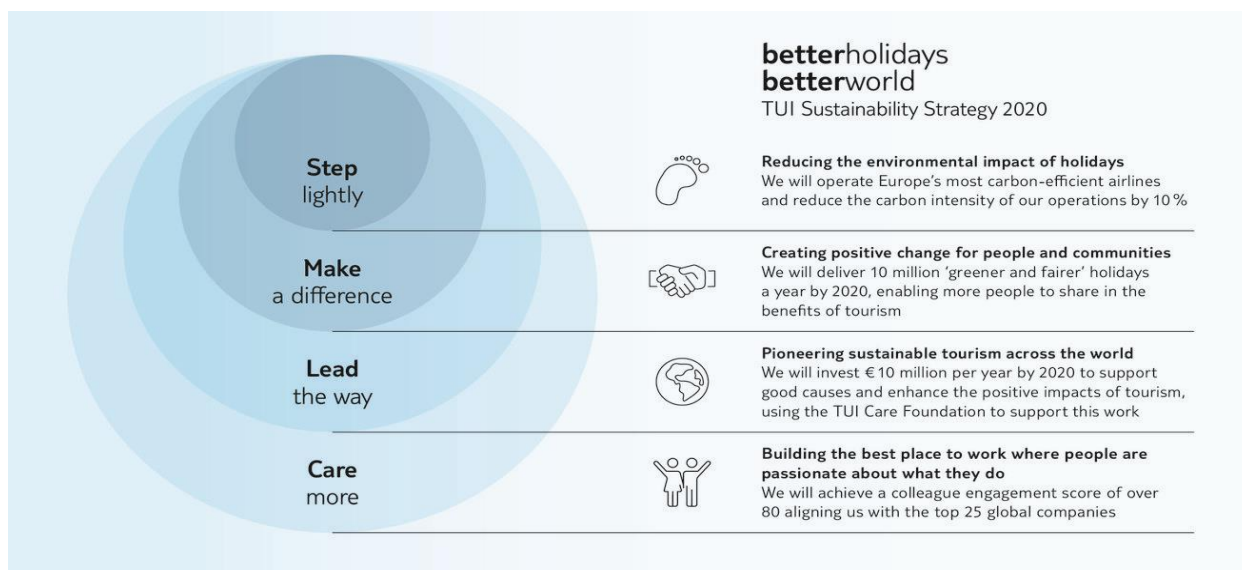 betterholidays
betterworld
TUI Sustainability Strategy 2020
Step
lightly
Reducing the environmental impact of holidays
We will operate Europe’s most carbon-efficient airlines
and reduce the carbon intensity of our operations by 10 %
Make
a difference
Creating positive change for people and communities
We will deliver 10 million ‘greener and fairer’ holidays
a year by 2020, enabling more people to share in the
benefits of tourism
Lead
the way
Pioneering sustainable tourism across the world
We will invest € 10 million per year by 2020 to support
good causes and enhance the positive impacts of tourism,
using the TUI Care Foundation to support this work
Care
more
Building the best place to work where people are
passionate about what they do
We will achieve a colleague engagement score of over
80 aligning us with the top 25 global companies